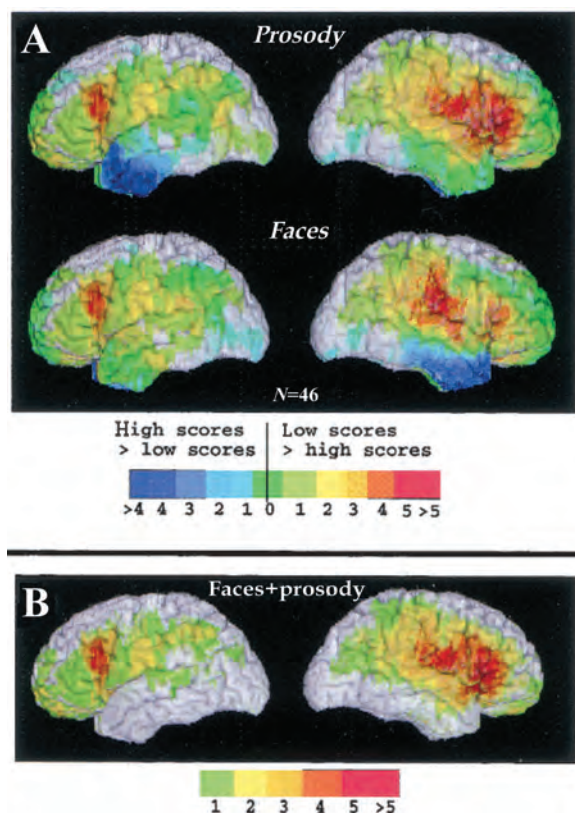 A
Prosody
Faces
N=46
High scores Low scores
> low scores > high scores
>4 4 3 2 1 0 1 2 3 4 5 >5
B
Faces+prosody
1 2 3 4 5 >5